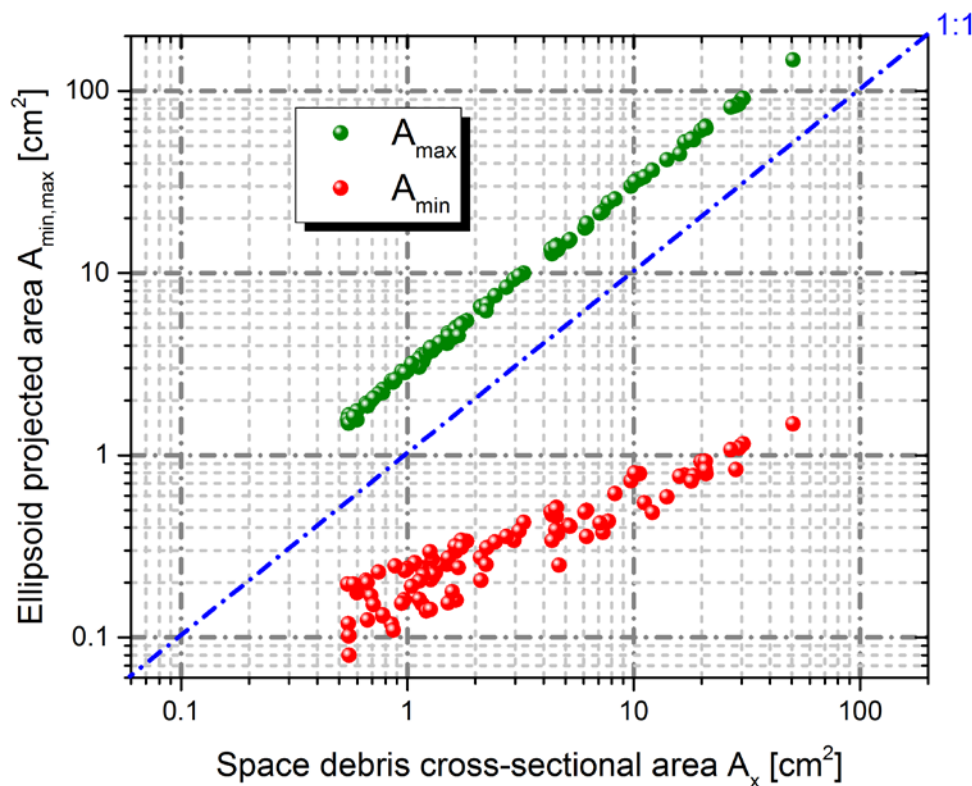 1:1
100
10
1
0.1
Ellipsoid projected area A_min,max [cm²]
A_max
A_min
0.1
1
10
100
Space debris cross-sectional area A_x [cm²]